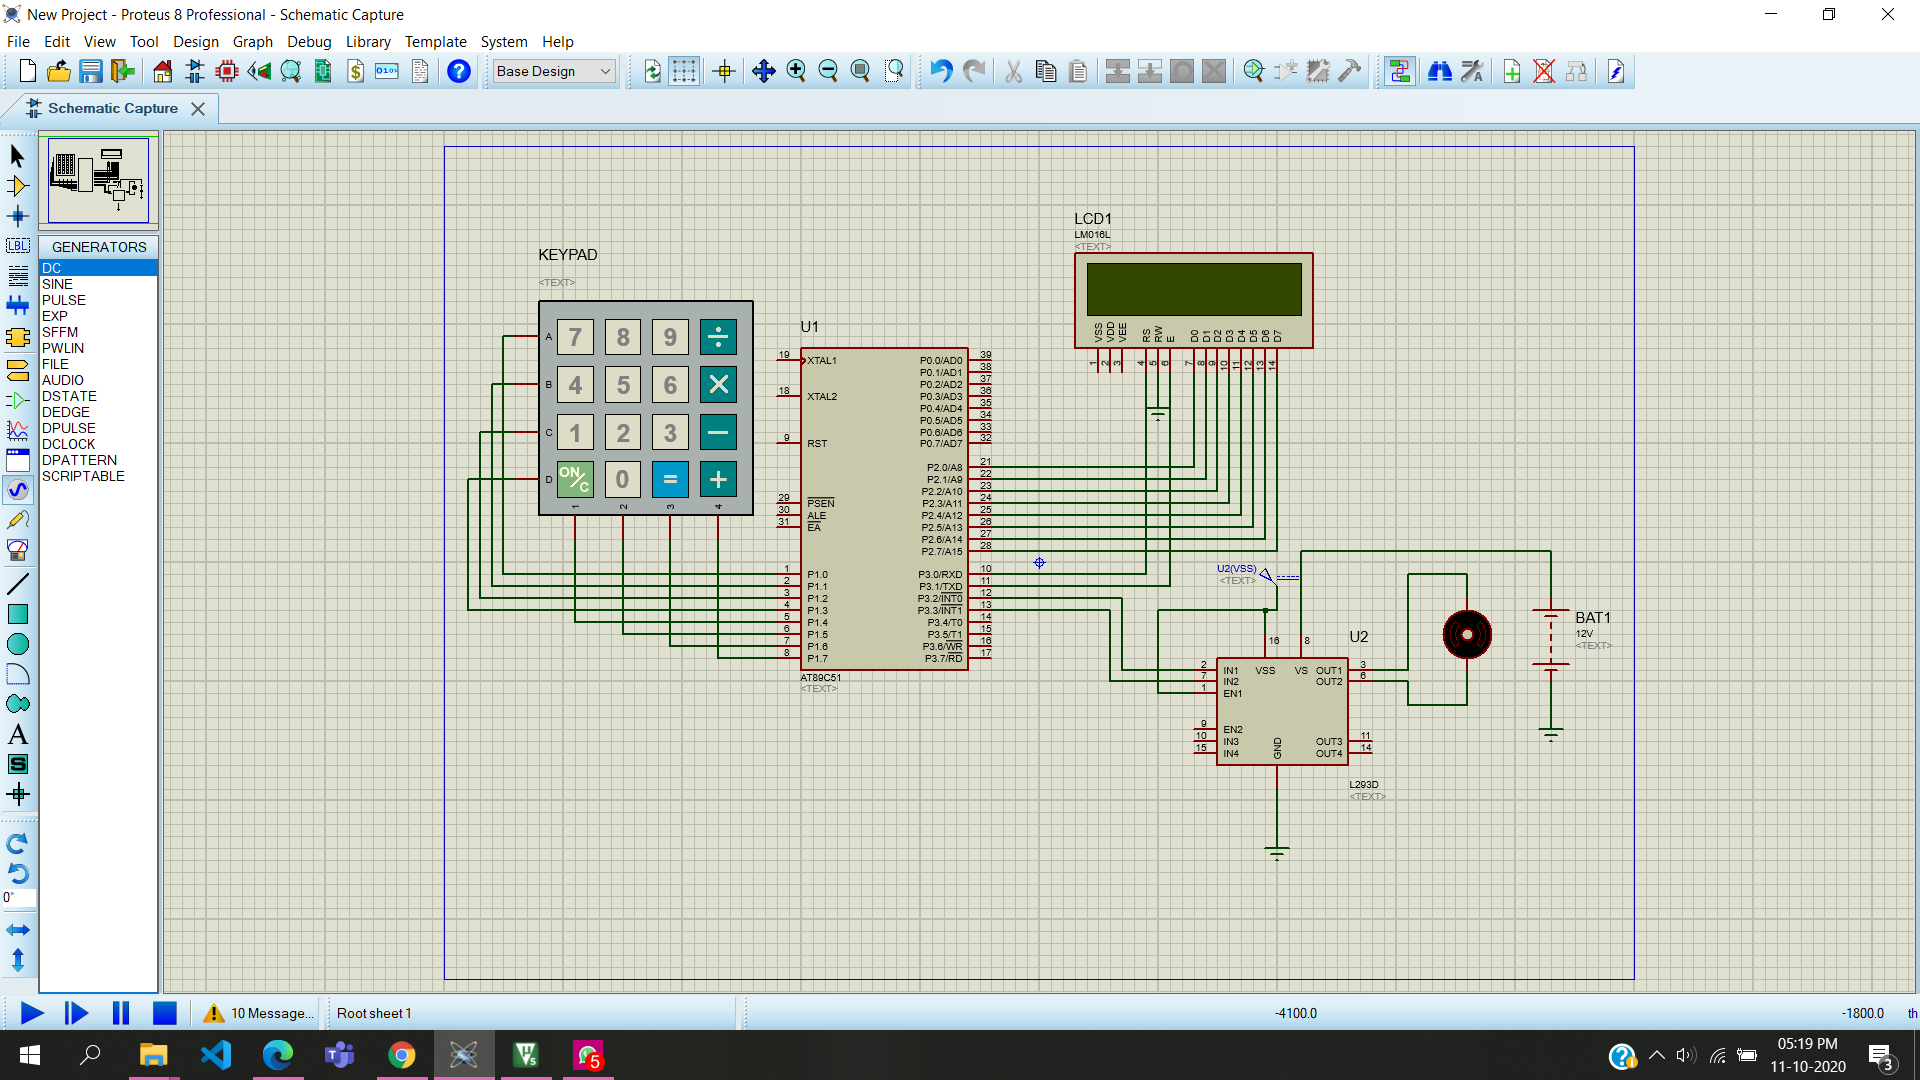 New Project - Proteus 8 Professional - Schematic Capture
File Edit View Tool Design Graph Debug Library Template System Help
Base Design
Schematic Capture
GENERATORS
DC
SINE
PULSE
EXP
SFFM
PWLIN
FILE
AUDIO
DSTATE
DEDGE
DPULSE
DCLOCK
DPATTERN
SCRIPTABLE
LBL
A
S
0°
KEYPAD
<TEXT>
A 7 8 9 ÷
B 4 5 6 ×
C 1 2 3 −
D ON/C 0 = +
1 2 3 4
U1
19 XTAL1
18 XTAL2
9 RST
29 PSEN
30 ALE
31 EA
1 P1.0
2 P1.1
3 P1.2
4 P1.3
5 P1.4
6 P1.5
7 P1.6
8 P1.7
P0.0/AD0 39
P0.1/AD1 38
P0.2/AD2 37
P0.3/AD3 36
P0.4/AD4 35
P0.5/AD5 34
P0.6/AD6 33
P0.7/AD7 32
P2.0/A8 21
P2.1/A9 22
P2.2/A10 23
P2.3/A11 24
P2.4/A12 25
P2.5/A13 26
P2.6/A14 27
P2.7/A15 28
P3.0/RXD 10
P3.1/TXD 11
P3.2/INT0 12
P3.3/INT1 13
P3.4/T0 14
P3.5/T1 15
P3.6/WR 16
P3.7/RD 17
AT89C51
<TEXT>
LCD1
LM016L
<TEXT>
VSS VDD VEE RS RW E D0 D1 D2 D3 D4 D5 D6 D7
1 2 3 4 5 6 7 8 9 10 11 12 13 14
U2(VSS)
<TEXT>
U2
16 8
2 IN1 VSS VS OUT1 3
7 IN2 OUT2 6
1 EN1
9 EN2
10 IN3 OUT3 11
15 IN4 OUT4 14
GND
L293D
<TEXT>
BAT1
12V
<TEXT>
10 Message...
Root sheet 1
-4100.0
-1800.0
th
5
05:19 PM
11-10-2020
3